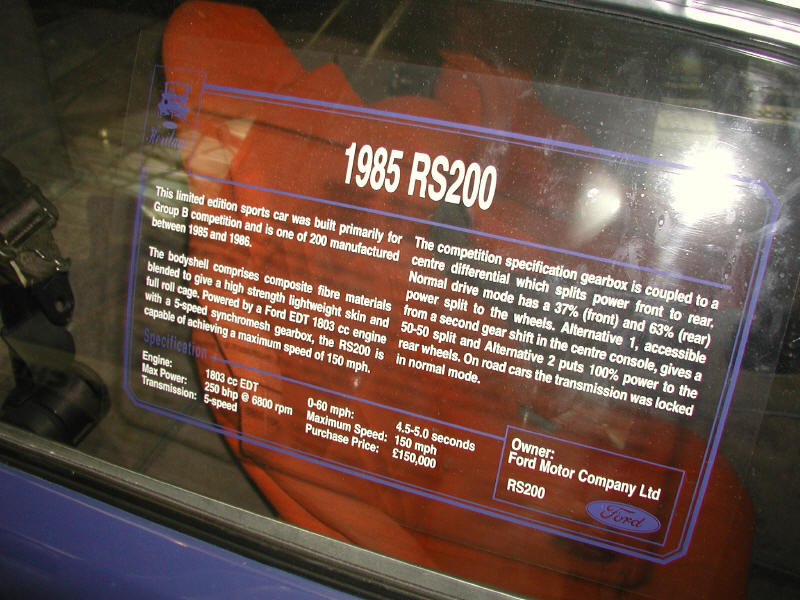 Heritage
1985 RS200
This limited edition sports car was built primarily for
Group B competition and is one of 200 manufactured
between 1985 and 1986.
The bodyshell comprises composite fibre materials
blended to give a high strength lightweight skin and
full roll cage. Powered by a Ford EDT 1803 cc engine
with a 5-speed synchromesh gearbox, the RS200 is
capable of achieving a maximum speed of 150 mph.
The competition specification gearbox is coupled to a
centre differential which splits power front to rear.
Normal drive mode has a 37% (front) and 63% (rear)
power split to the wheels. Alternative 1, accessible
from a second gear shift in the centre console, gives a
50-50 split and Alternative 2 puts 100% power to the
rear wheels. On road cars the transmission was locked
in normal mode.
Specification
Engine: 1803 cc EDT
Max Power: 250 bhp @ 6800 rpm
Transmission: 5-speed
0-60 mph: 4.5-5.0 seconds
Maximum Speed: 150 mph
Purchase Price: £150,000
Owner:
Ford Motor Company Ltd
RS200
Ford